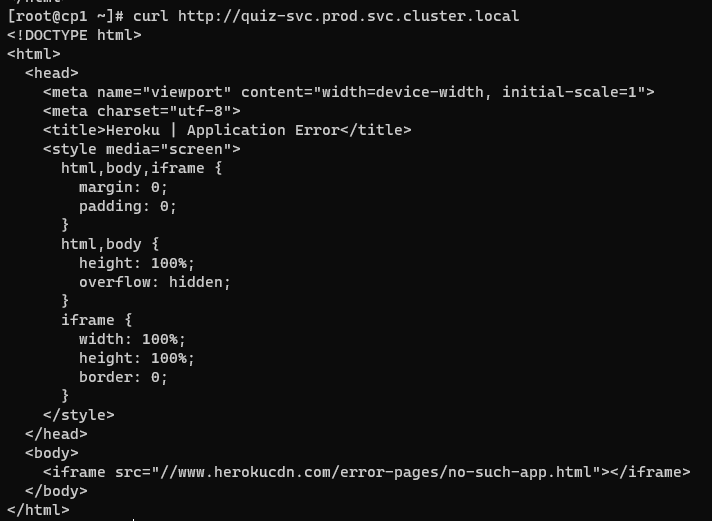 [root@cp1 ~]# curl http://quiz-svc.prod.svc.cluster.local
<!DOCTYPE html>
<html>
  <head>
    <meta name="viewport" content="width=device-width, initial-scale=1">
    <meta charset="utf-8">
    <title>Heroku | Application Error</title>
    <style media="screen">
      html,body,iframe {
        margin: 0;
        padding: 0;
      }
      html,body {
        height: 100%;
        overflow: hidden;
      }
      iframe {
        width: 100%;
        height: 100%;
        border: 0;
      }
    </style>
  </head>
  <body>
    <iframe src="//www.herokucdn.com/error-pages/no-such-app.html"></iframe>
  </body>
</html>